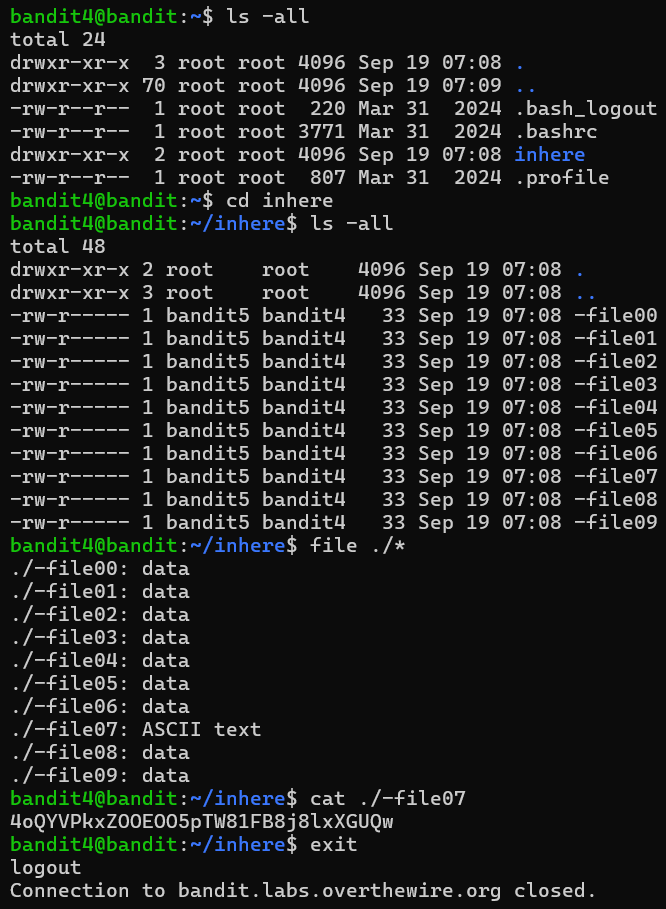 bandit4@bandit:~$ ls -all
total 24
drwxr-xr-x  3 root root 4096 Sep 19 07:08 .
drwxr-xr-x 70 root root 4096 Sep 19 07:09 ..
-rw-r--r--  1 root root  220 Mar 31  2024 .bash_logout
-rw-r--r--  1 root root 3771 Mar 31  2024 .bashrc
drwxr-xr-x  2 root root 4096 Sep 19 07:08 inhere
-rw-r--r--  1 root root  807 Mar 31  2024 .profile
bandit4@bandit:~$ cd inhere
bandit4@bandit:~/inhere$ ls -all
total 48
drwxr-xr-x 2 root    root    4096 Sep 19 07:08 .
drwxr-xr-x 3 root    root    4096 Sep 19 07:08 ..
-rw-r----- 1 bandit5 bandit4   33 Sep 19 07:08 -file00
-rw-r----- 1 bandit5 bandit4   33 Sep 19 07:08 -file01
-rw-r----- 1 bandit5 bandit4   33 Sep 19 07:08 -file02
-rw-r----- 1 bandit5 bandit4   33 Sep 19 07:08 -file03
-rw-r----- 1 bandit5 bandit4   33 Sep 19 07:08 -file04
-rw-r----- 1 bandit5 bandit4   33 Sep 19 07:08 -file05
-rw-r----- 1 bandit5 bandit4   33 Sep 19 07:08 -file06
-rw-r----- 1 bandit5 bandit4   33 Sep 19 07:08 -file07
-rw-r----- 1 bandit5 bandit4   33 Sep 19 07:08 -file08
-rw-r----- 1 bandit5 bandit4   33 Sep 19 07:08 -file09
bandit4@bandit:~/inhere$ file ./*
./-file00: data
./-file01: data
./-file02: data
./-file03: data
./-file04: data
./-file05: data
./-file06: data
./-file07: ASCII text
./-file08: data
./-file09: data
bandit4@bandit:~/inhere$ cat ./-file07
4oQYVPkxZOOEOO5pTW81FB8j8lxXGUQw
bandit4@bandit:~/inhere$ exit
logout
Connection to bandit.labs.overthewire.org closed.